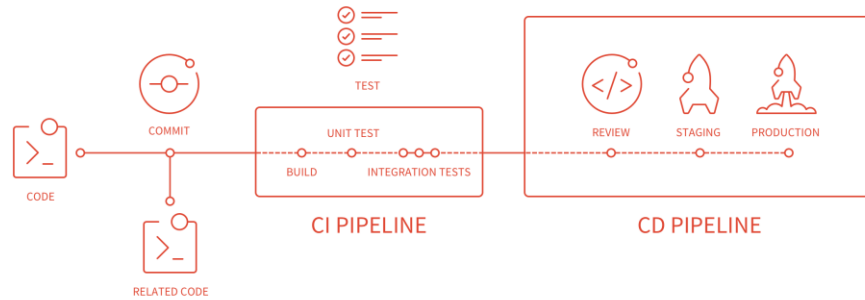 TEST
COMMIT
UNIT TEST
REVIEW
STAGING
PRODUCTION
BUILD
INTEGRATION TESTS
CODE
CI PIPELINE
CD PIPELINE
RELATED CODE